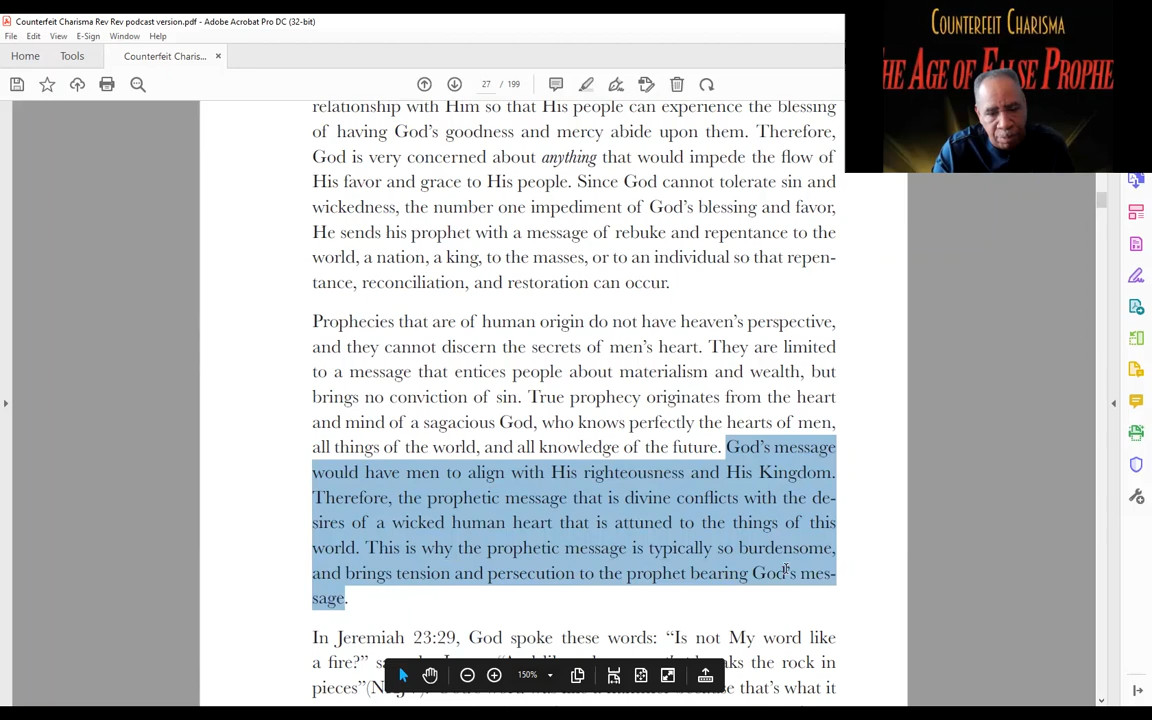 Counterfeit Charisma Rev Rev podcast version.pdf - Adobe Acrobat Pro DC (32-bit)
File Edit View E-Sign Window Help
Home Tools Counterfeit Charis... ×
27 / 199
COUNTERFEIT CHARISMA
HE AGE OF FALSE PROPHE
relationship with Him so that His people can experience the blessing
of having God's goodness and mercy abide upon them. Therefore,
God is very concerned about anything that would impede the flow of
His favor and grace to His people. Since God cannot tolerate sin and
wickedness, the number one impediment of God's blessing and favor,
He sends his prophet with a message of rebuke and repentance to the
world, a nation, a king, to the masses, or to an individual so that repen-
tance, reconciliation, and restoration can occur.
Prophecies that are of human origin do not have heaven's perspective,
and they cannot discern the secrets of men's heart. They are limited
to a message that entices people about materialism and wealth, but
brings no conviction of sin. True prophecy originates from the heart
and mind of a sagacious God, who knows perfectly the hearts of men,
all things of the world, and all knowledge of the future. God's message
would have men to align with His righteousness and His Kingdom.
Therefore, the prophetic message that is divine conflicts with the de-
sires of a wicked human heart that is attuned to the things of this
world. This is why the prophetic message is typically so burdensome,
and brings tension and persecution to the prophet bearing God's mes-
sage.
In Jeremiah 23:29, God spoke these words: "Is not My word like
a fire?" the rock in
pieces" that's what it
150%